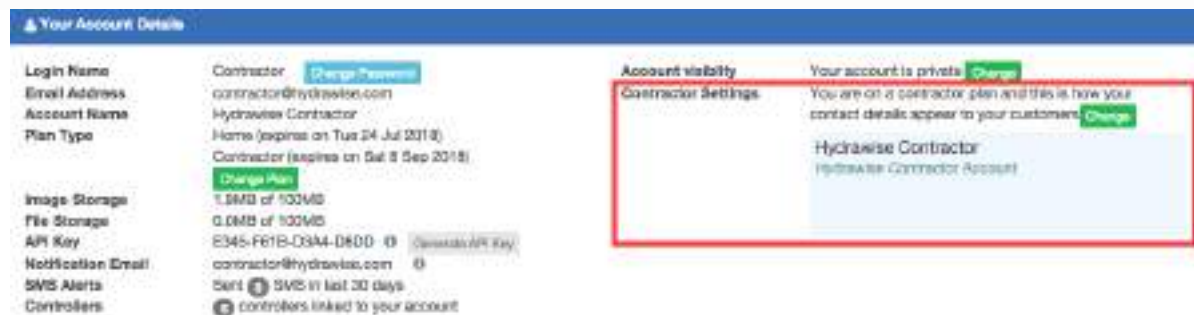 Your Account Details
Login Name Contractor Change Password
Email Address contractor@hydrawise.com
Account Name Hydrawise Contractor
Plan Type Home (expires on Tue 24 Jul 2018)
Contractor (expires on Sat 8 Sep 2018)
Change Plan
Image Storage 1.9MB of 100MB
File Storage 0.0MB of 100MB
API Key Generate API Key
Notification Email contractor@hydrawise.com
SMS Alerts Sent SMS in last 30 days
Controllers controllers linked to your account
Account visibility Your account is private Change
Contractor Settings You are on a contractor plan and this is how your
contact details appear to your customers Change
Hydrawise Contractor
Hydrawise Contractor Account